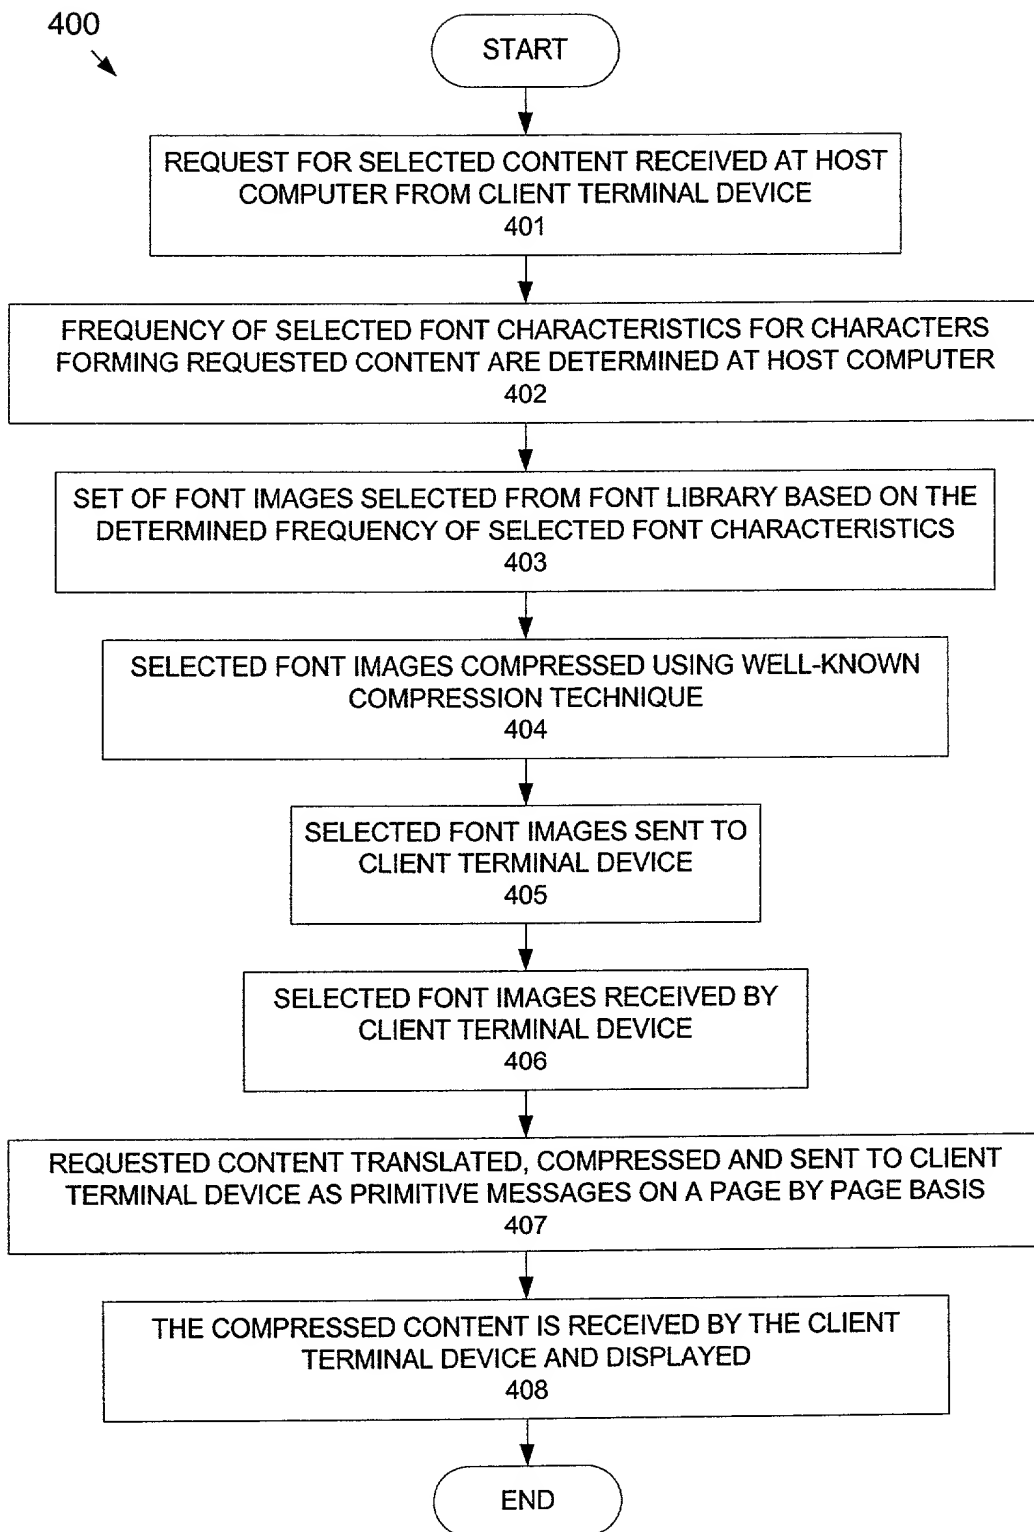 400
START
REQUEST FOR SELECTED CONTENT RECEIVED AT HOST
COMPUTER FROM CLIENT TERMINAL DEVICE
401
FREQUENCY OF SELECTED FONT CHARACTERISTICS FOR CHARACTERS
FORMING REQUESTED CONTENT ARE DETERMINED AT HOST COMPUTER
402
SET OF FONT IMAGES SELECTED FROM FONT LIBRARY BASED ON THE
DETERMINED FREQUENCY OF SELECTED FONT CHARACTERISTICS
403
SELECTED FONT IMAGES COMPRESSED USING WELL-KNOWN
COMPRESSION TECHNIQUE
404
SELECTED FONT IMAGES SENT TO
CLIENT TERMINAL DEVICE
405
SELECTED FONT IMAGES RECEIVED BY
CLIENT TERMINAL DEVICE
406
REQUESTED CONTENT TRANSLATED, COMPRESSED AND SENT TO CLIENT
TERMINAL DEVICE AS PRIMITIVE MESSAGES ON A PAGE BY PAGE BASIS
407
THE COMPRESSED CONTENT IS RECEIVED BY THE CLIENT
TERMINAL DEVICE AND DISPLAYED
408
END